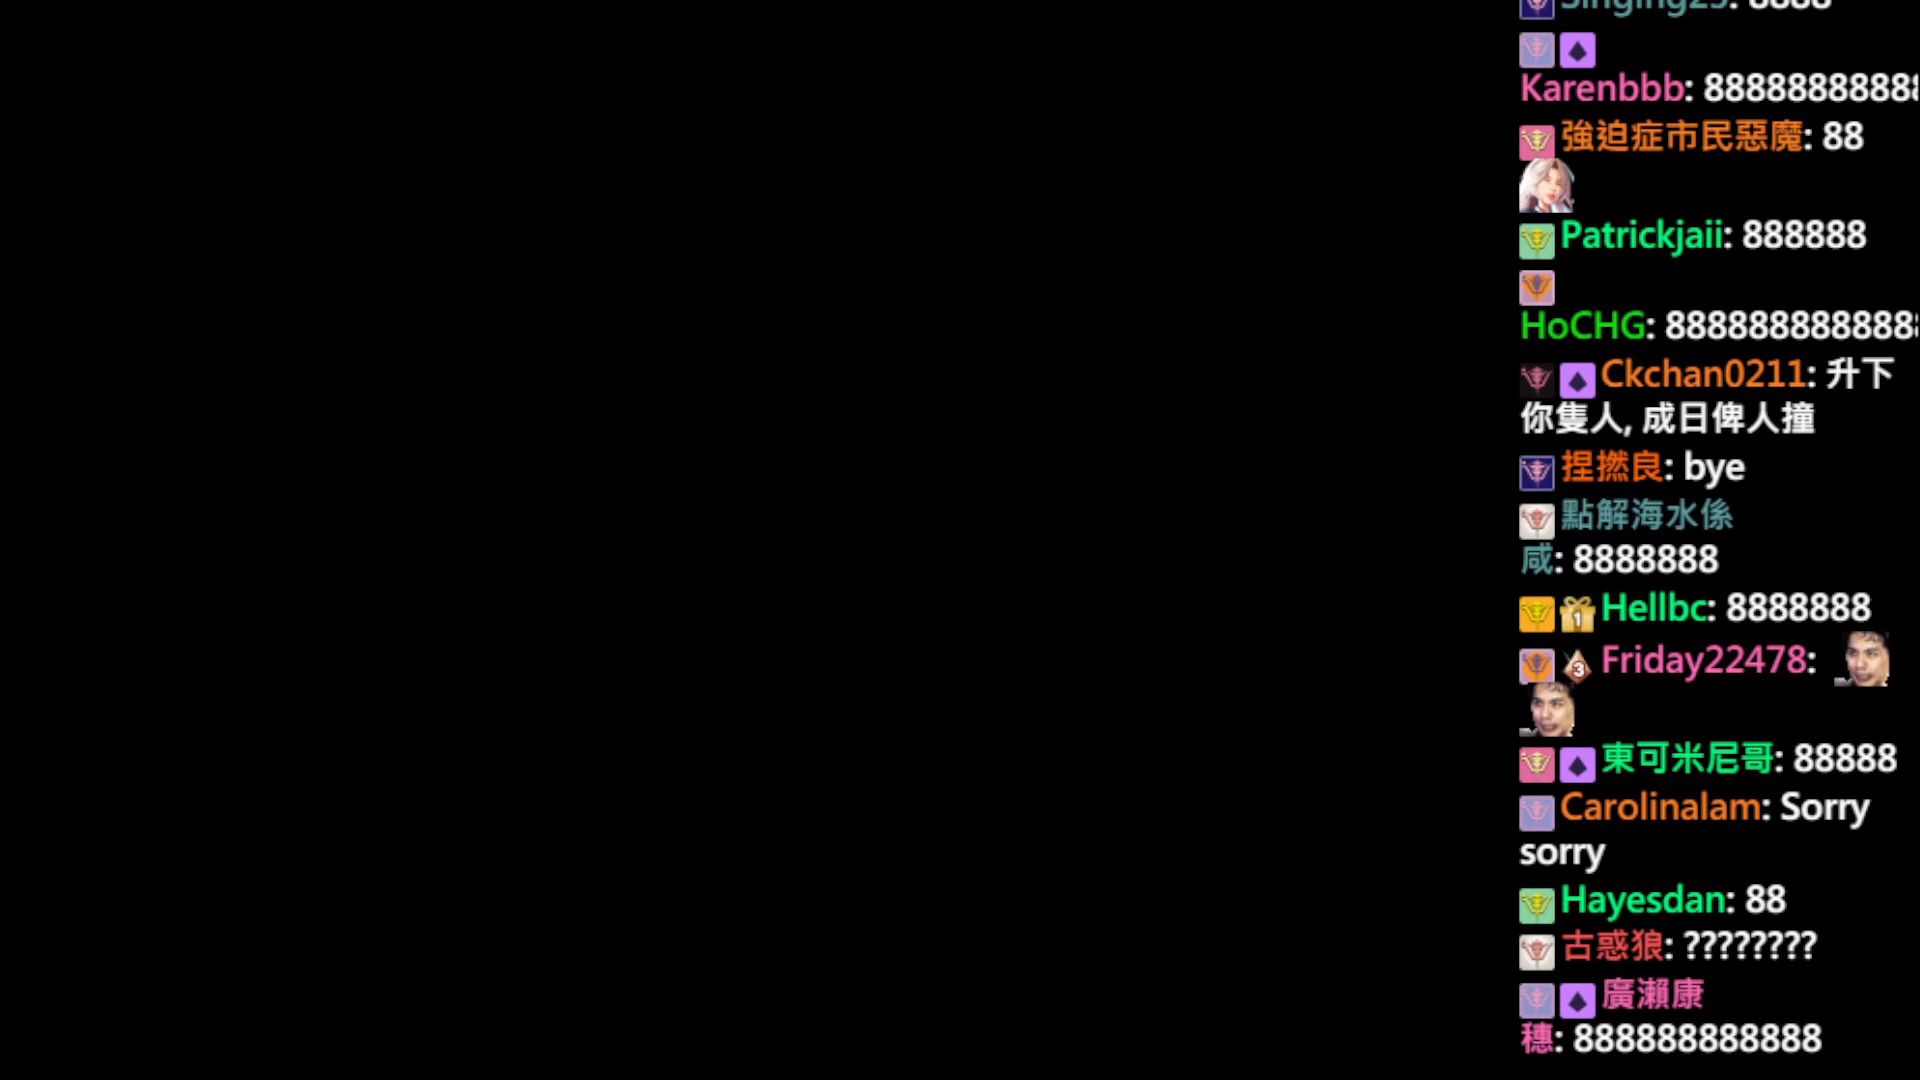 Singing25: 8888
Karenbbb: 88888888888
強迫症市民惡魔: 88
Patrickjaii: 888888
HoCHG: 8888888888888
Ckchan0211: 升下
你隻人, 成日俾人撞
捏撚良: bye
點解海水係
咸: 8888888
Hellbc: 8888888
Friday22478:
東可米尼哥: 88888
Carolinalam: Sorry
sorry
Hayesdan: 88
古惑狼: ????????
廣瀨康
穗: 888888888888